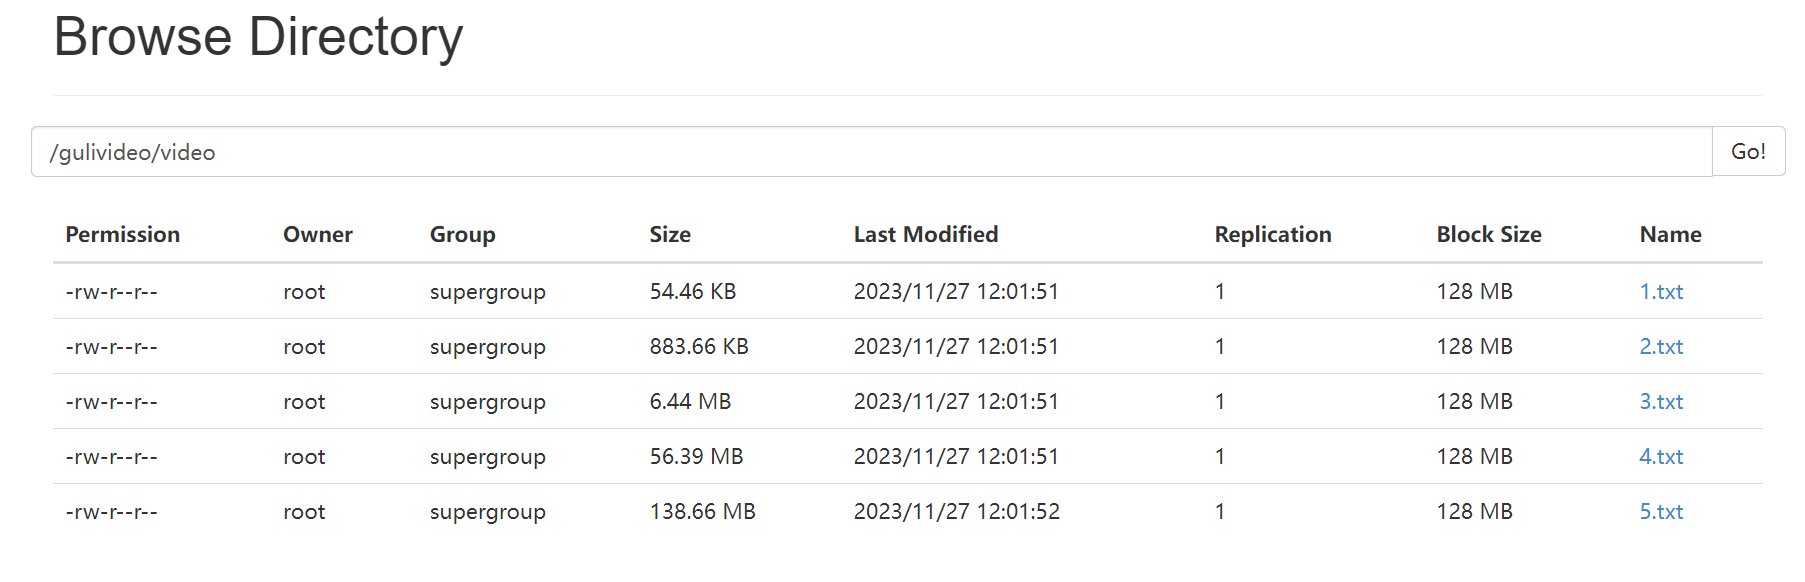 Browse Directory
/gulivideo/video Go!
Permission Owner Group Size Last Modified Replication Block Size Name
-rw-r--r-- root supergroup 54.46 KB 2023/11/27 12:01:51 1 128 MB 1.txt
-rw-r--r-- root supergroup 883.66 KB 2023/11/27 12:01:51 1 128 MB 2.txt
-rw-r--r-- root supergroup 6.44 MB 2023/11/27 12:01:51 1 128 MB 3.txt
-rw-r--r-- root supergroup 56.39 MB 2023/11/27 12:01:51 1 128 MB 4.txt
-rw-r--r-- root supergroup 138.66 MB 2023/11/27 12:01:52 1 128 MB 5.txt